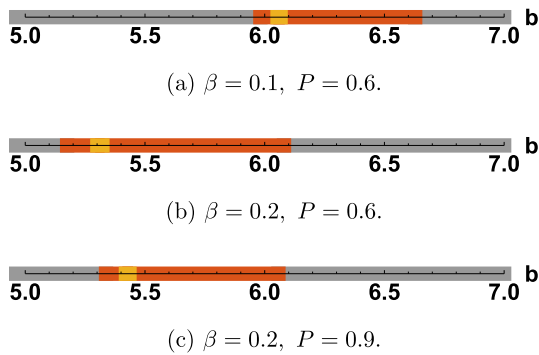 5.0 5.5 6.0 6.5 7.0 b
(a) β = 0.1, P = 0.6.
5.0 5.5 6.0 6.5 7.0 b
(b) β = 0.2, P = 0.6.
5.0 5.5 6.0 6.5 7.0 b
(c) β = 0.2, P = 0.9.